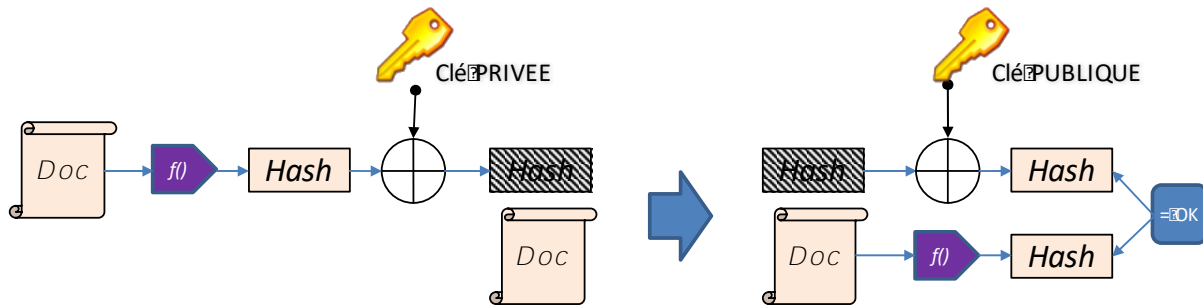 Clé PRIVEE
Doc
f()
Hash
Hash
Doc
Clé PUBLIQUE
Hash
Hash
Doc
f()
Hash
= OK